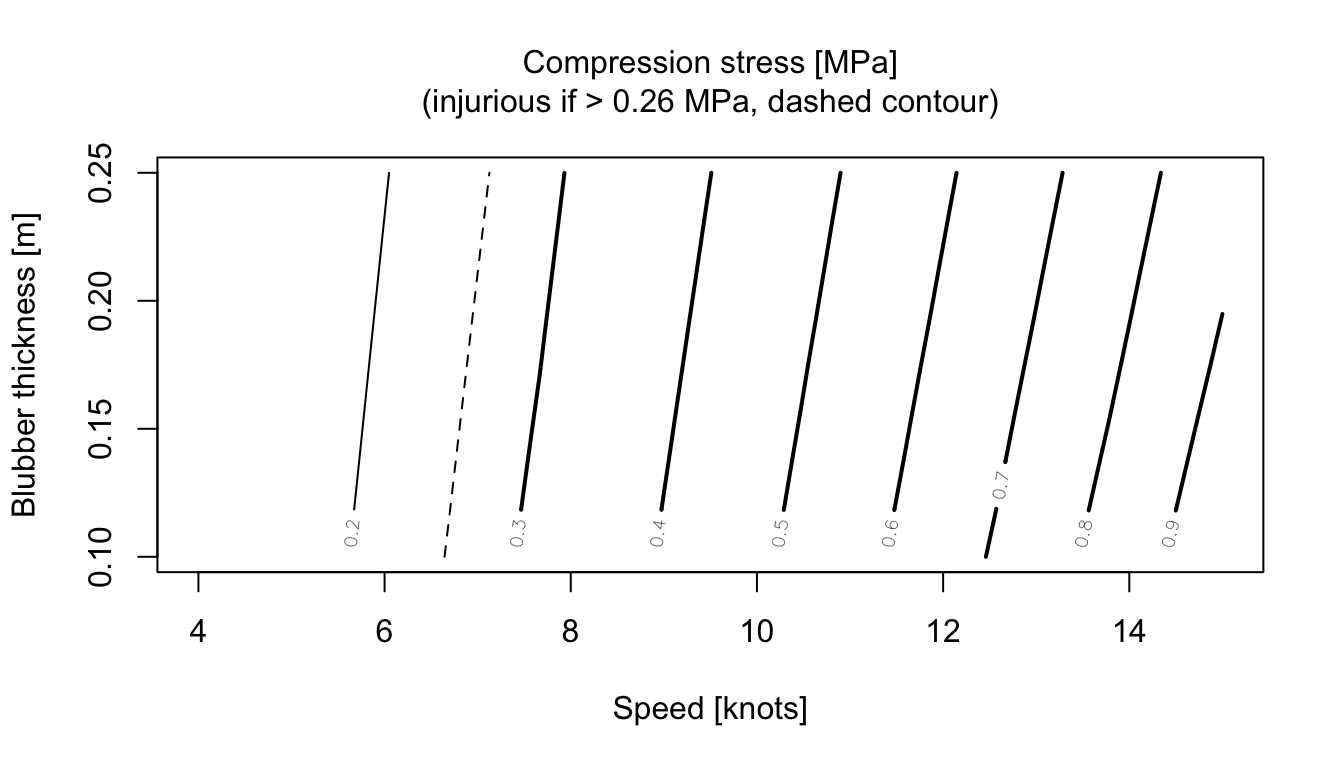 Compression stress [MPa]
(injurious if > 0.26 MPa, dashed contour)
Blubber thickness [m]
0.25
0.20
0.15
0.10
0.2
0.3
0.4
0.5
0.6
0.7
0.8
0.9
4 6 8 10 12 14
Speed [knots]